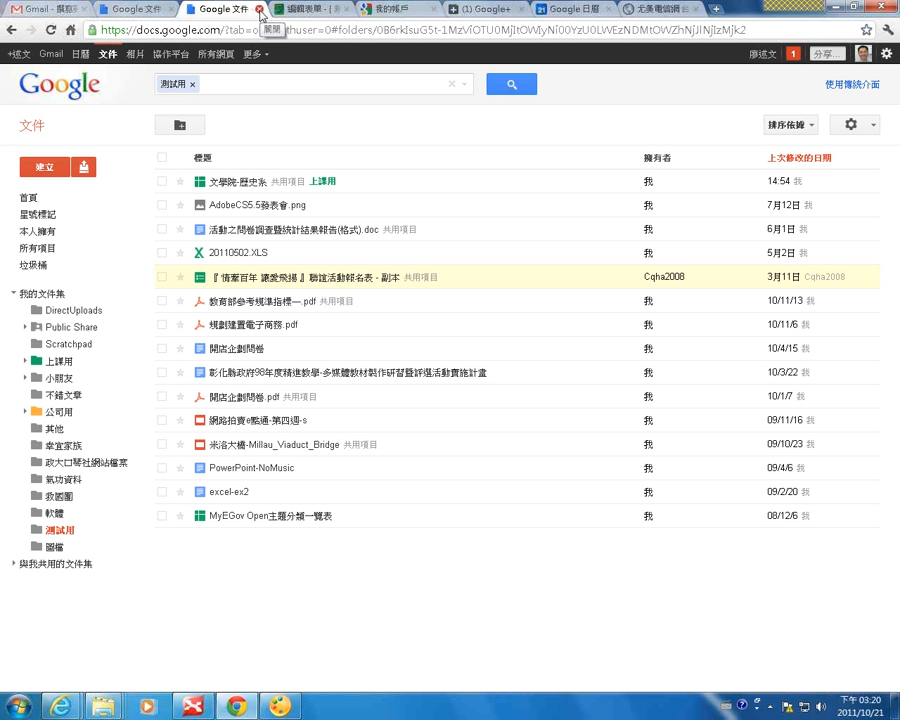 Gmail - 撰寫
Google 文件
Google 文件
編輯表單 - [
我的帳戶
(1) Google+
Google 日曆
尤美電鍋網
關閉
https://docs.google.com/
+述文 Gmail 日曆 文件 相片 協作平台 所有網頁 更多
廖述文 1 分享...
Google
測試用 ×
使用傳統介面
文件
排序依據
建立
標題 擁有者 上次修改的日期
文學院-歷史系 共用項目 上課用 我 14:54 我
AdobeCS5.5發表會.png 我 7月12日 我
活動之問卷調查暨統計結果報告(格式).doc 共用項目 我 6月1日 我
20110502.XLS 我 5月2日 我
『 情牽百年 讓愛飛揚 』聯誼活動報名表 - 副本 共用項目 Cqha2008 3月11日 Cqha2008
教育部參考規準指標一.pdf 共用項目 我 10/11/13 我
規劃建置電子商務.pdf 我 10/11/6 我
開店企劃問卷 我 10/4/15 我
彰化縣政府98年度精進教學-多媒體教材製作研習暨評選活動實施計畫 我 10/3/22 我
開店企劃問卷.pdf 共用項目 我 10/1/7 我
網路拍賣e點通-第四週-s 我 09/11/16 我
米洛大橋-Millau_Viaduct_Bridge 共用項目 我 09/10/23 我
PowerPoint-NoMusic 我 09/4/6 我
excel-ex2 我 09/2/20 我
MyEGov Open主題分類一覽表 我 08/12/6 我
首頁
星號標記
本人擁有
所有項目
垃圾桶
我的文件集
DirectUploads
Public Share
Scratchpad
上課用
小朋友
不錯文章
公司用
其他
幸宜家族
政大口琴社網站檔案
氣功資料
救國團
軟體
測試用
圖檔
與我共用的文件集
下午 03:20
2011/10/21